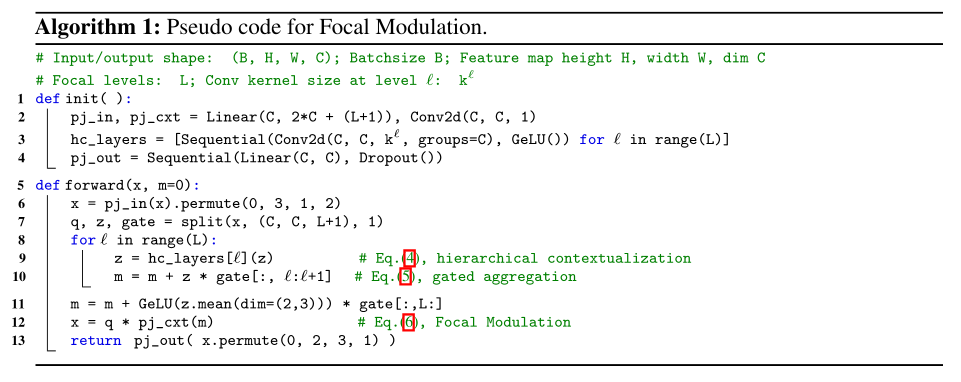 Algorithm 1: Pseudo code for Focal Modulation.
# Input/output shape: (B, H, W, C); Batchsize B; Feature map height H, width W, dim C
# Focal levels: L; Conv kernel size at level ℓ: k^ℓ
1 def init( ):
2 pj_in, pj_cxt = Linear(C, 2*C + (L+1)), Conv2d(C, C, 1)
3 hc_layers = [Sequential(Conv2d(C, C, k^ℓ, groups=C), GeLU()) for ℓ in range(L)]
4 pj_out = Sequential(Linear(C, C), Dropout())
5 def forward(x, m=0):
6 x = pj_in(x).permute(0, 3, 1, 2)
7 q, z, gate = split(x, (C, C, L+1), 1)
8 for ℓ in range(L):
9 z = hc_layers[ℓ](z) # Eq.(4), hierarchical contextualization
10 m = m + z * gate[:, ℓ:ℓ+1] # Eq.(5), gated aggregation
11 m = m + GeLU(z.mean(dim=(2,3))) * gate[:,L:]
12 x = q * pj_cxt(m) # Eq.(6), Focal Modulation
13 return pj_out( x.permute(0, 2, 3, 1) )